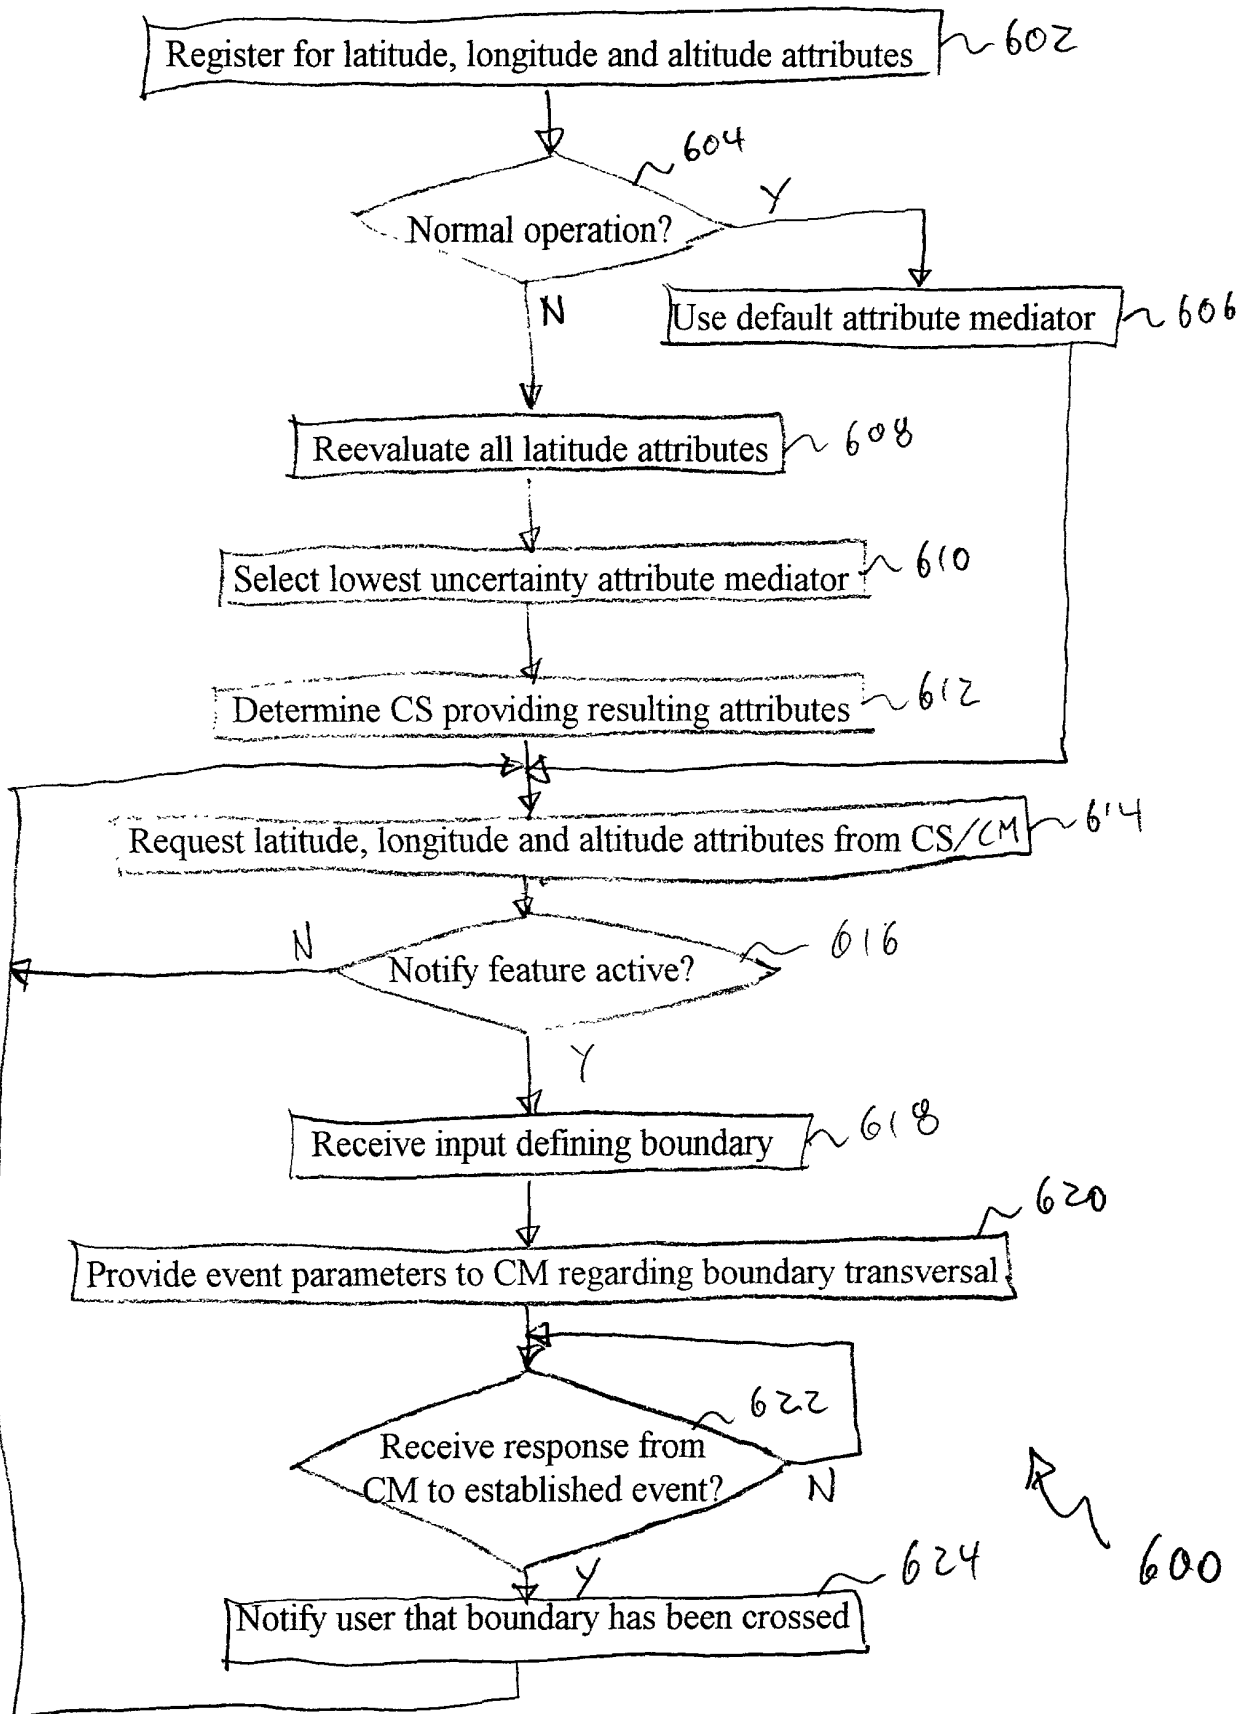 Register for latitude, longitude and altitude attributes 602
604
Normal operation? Y
N
Use default attribute mediator 606
Reevaluate all latitude attributes 608
Select lowest uncertainty attribute mediator 610
Determine CS providing resulting attributes 612
Request latitude, longitude and altitude attributes from CS/CM 614
N
616
Notify feature active?
Y
Receive input defining boundary 618
620
Provide event parameters to CM regarding boundary transversal
622
Receive response from
CM to established event? N
Y
624
Notify user that boundary has been crossed
600